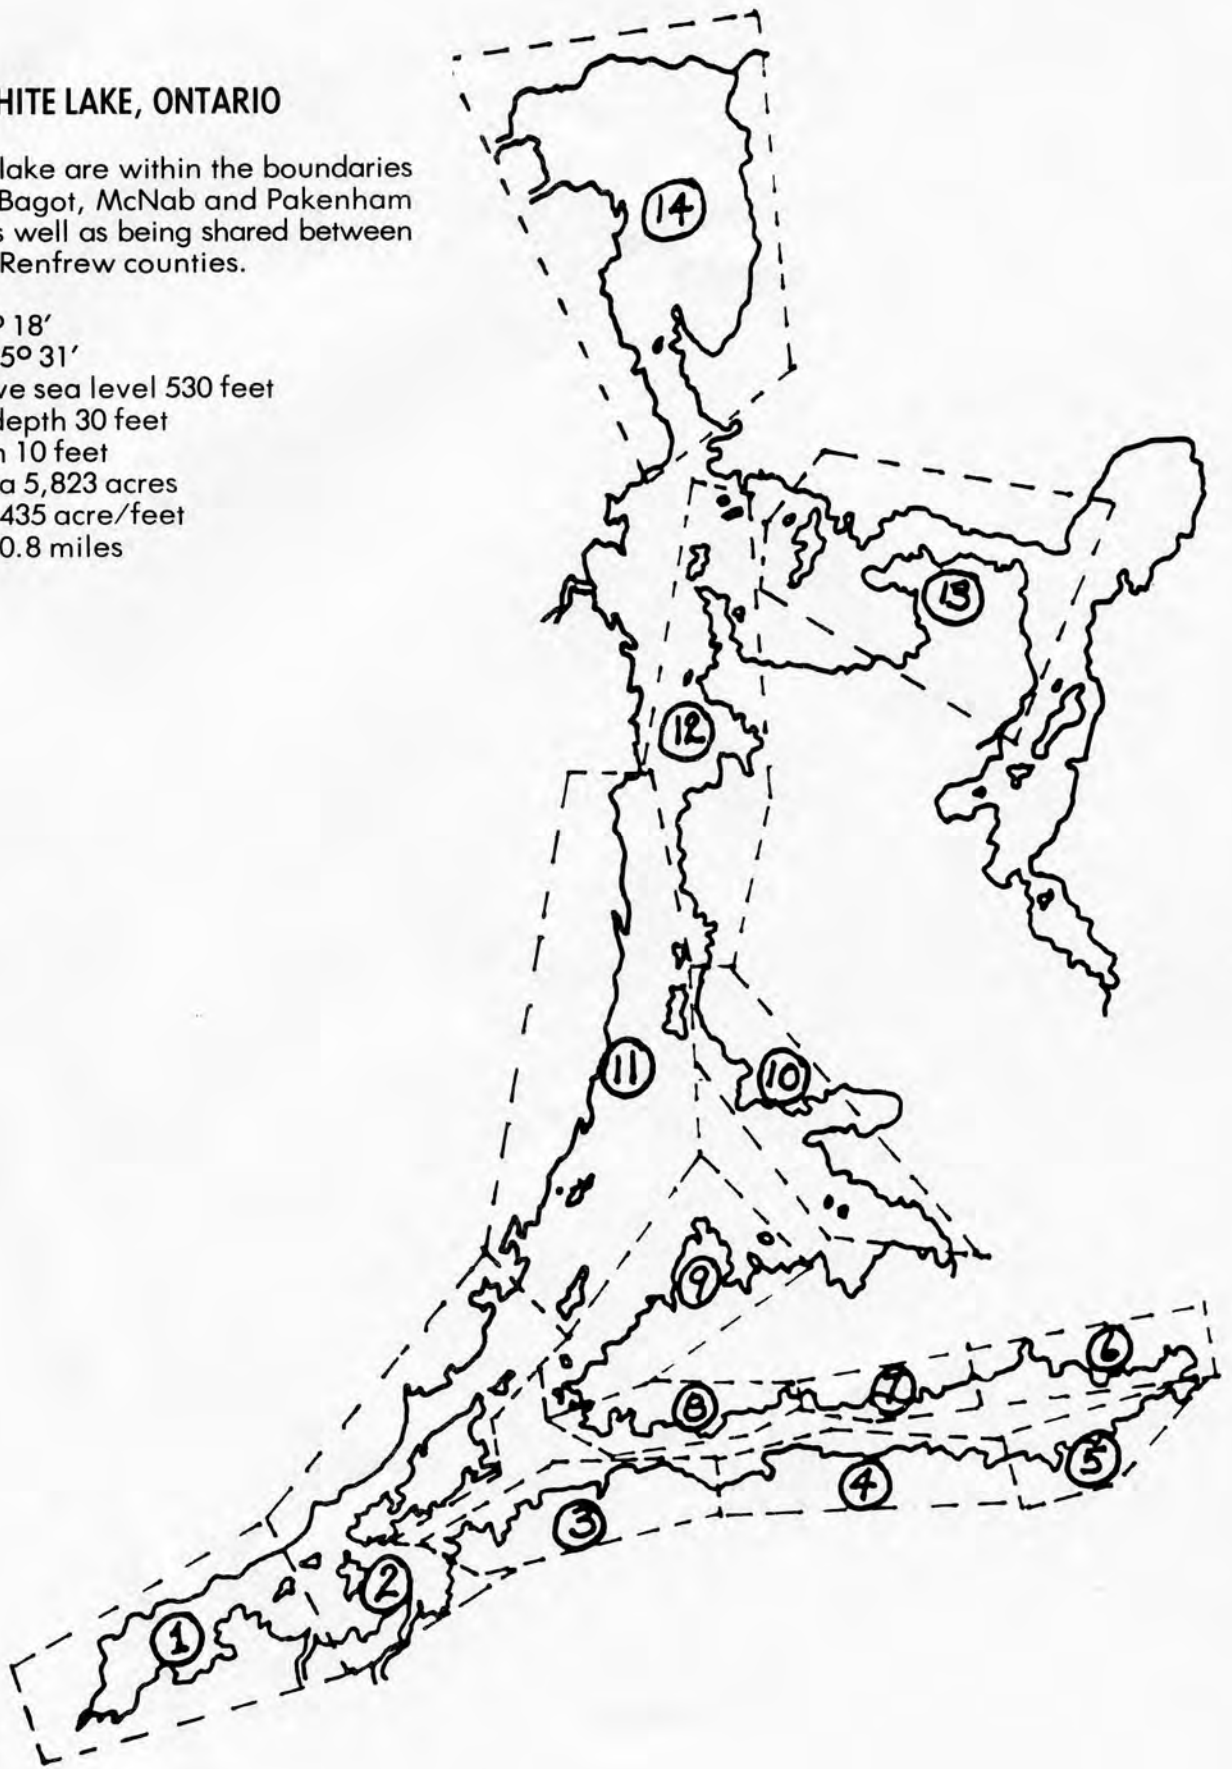 HITE LAKE, ONTARIO
lake are within the boundaries
Bagot, McNab and Pakenham
s well as being shared between
Renfrew counties.
° 18′
5° 31′
ve sea level 530 feet
depth 30 feet
h 10 feet
a 5,823 acres
435 acre/feet
0.8 miles
14
13
12
11
10
9
6
7
8
5
4
3
2
1